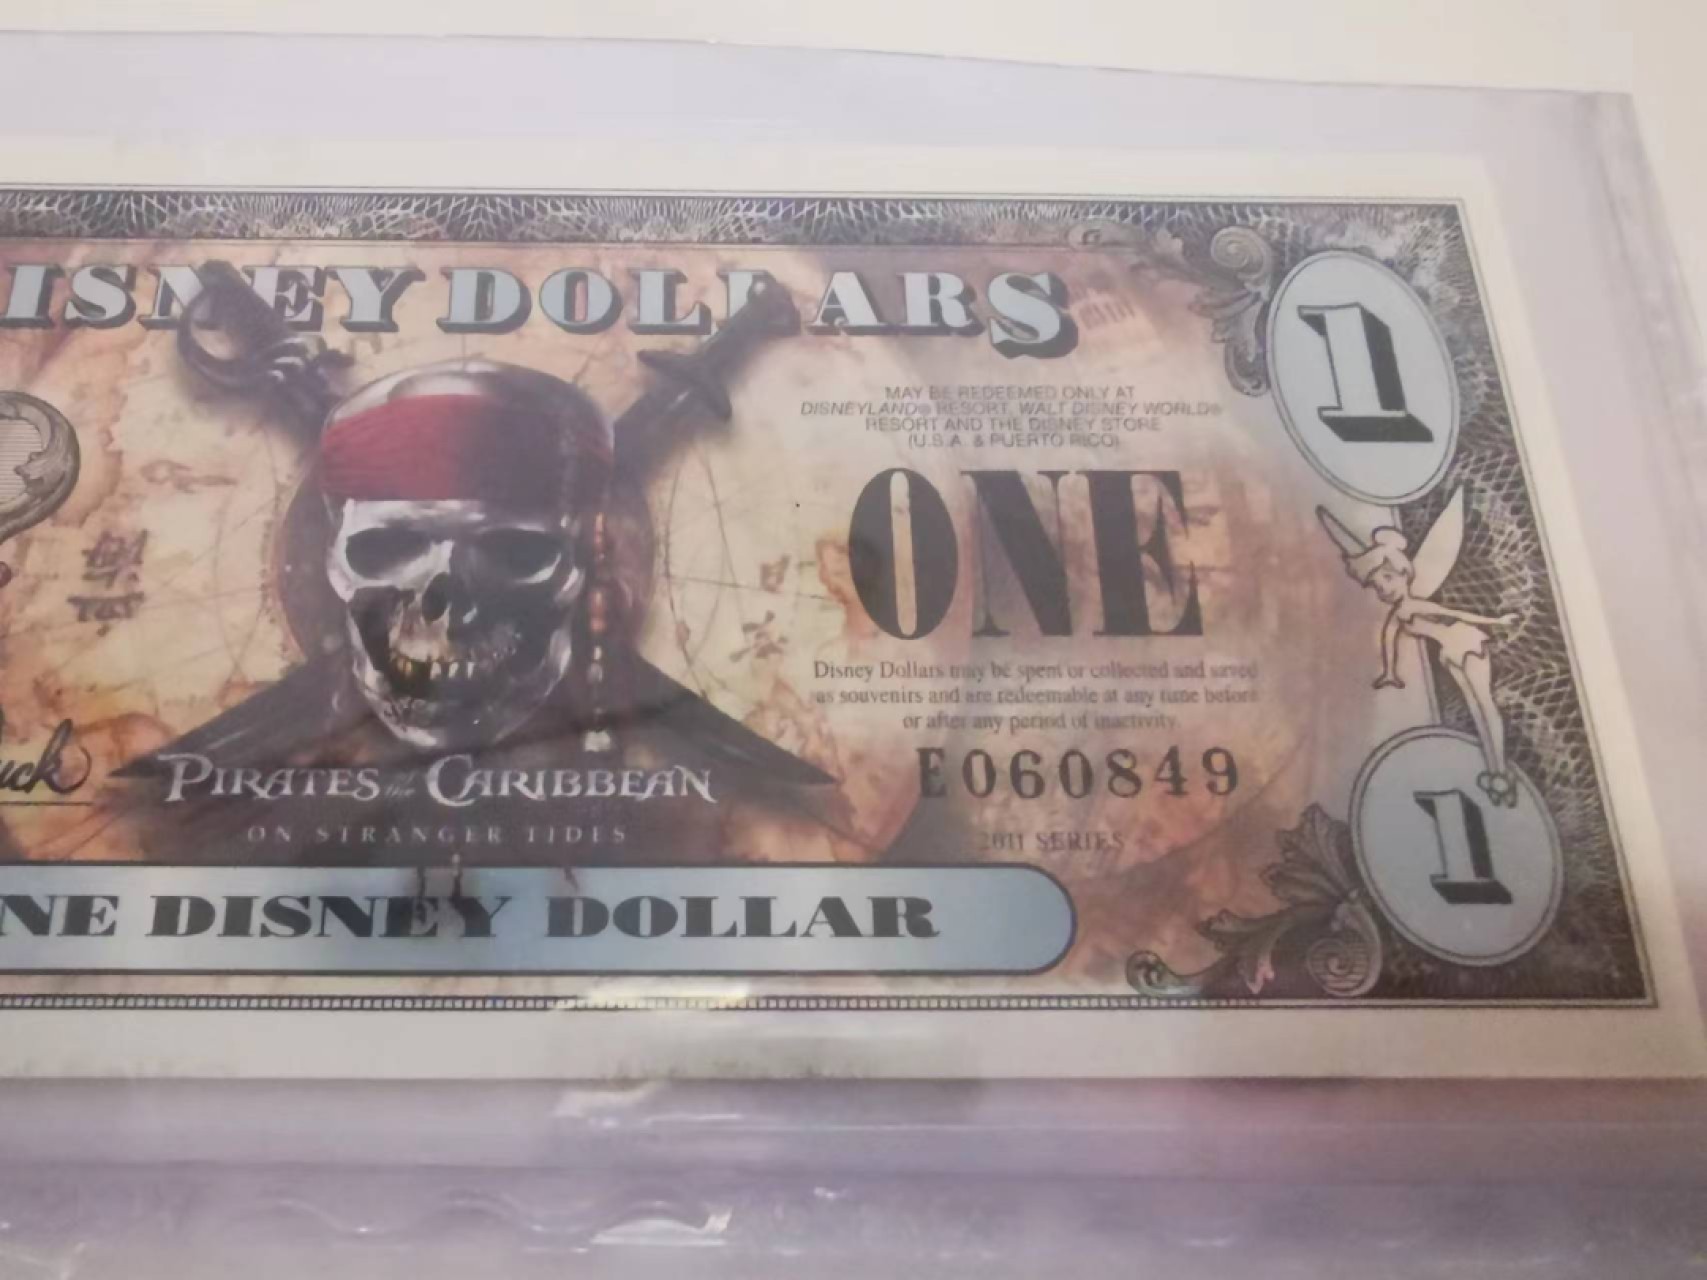 ISNEY DOLLARS
1
MAY BE REDEEMED ONLY AT
DISNEYLAND® RESORT, WALT DISNEY WORLD®
RESORT AND THE DISNEY STORE
(U.S.A. & PUERTO RICO)
ONE
Disney Dollars may be spent or collected and saved
as souvenirs and are redeemable at any time before
or after any period of inactivity.
E060849
2011 SERIES
uck
PIRATES of the CARIBBEAN
ON STRANGER TIDES
1
NE DISNEY DOLLAR